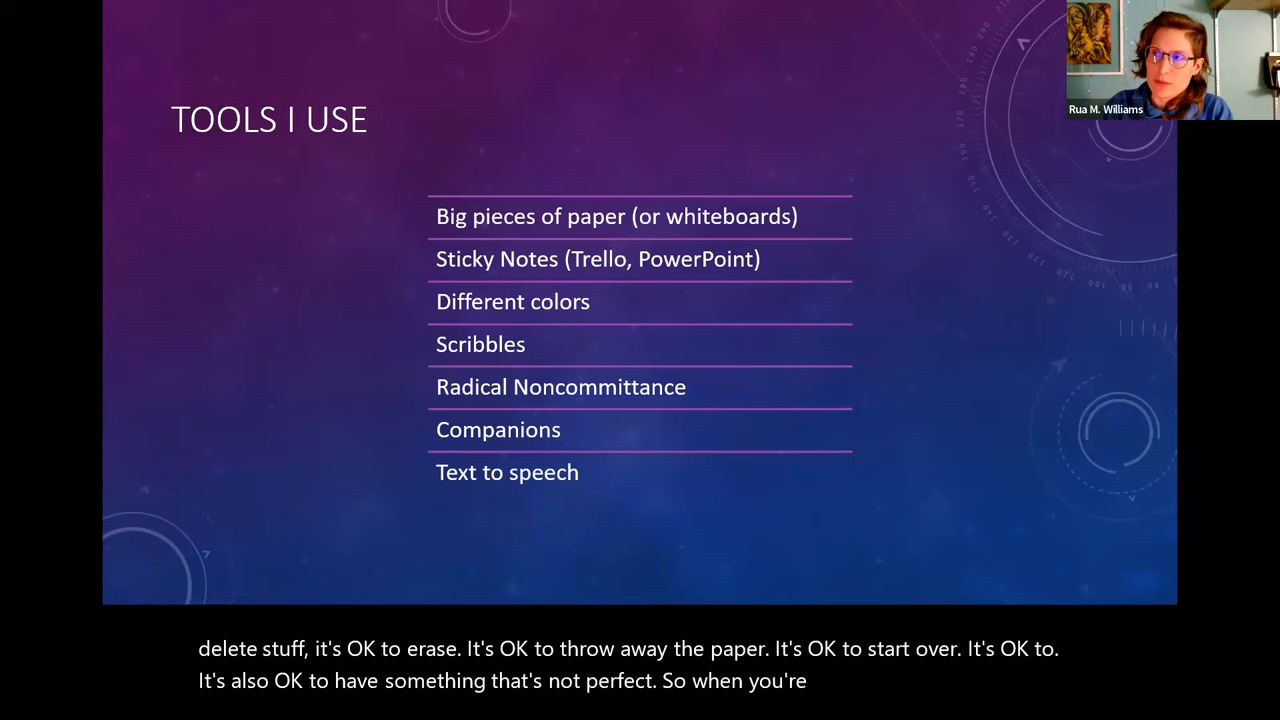 TOOLS I USE
Rua M. Williams
Big pieces of paper (or whiteboards)
Sticky Notes (Trello, PowerPoint)
Different colors
Scribbles
Radical Noncommittance
Companions
Text to speech
delete stuff, it's OK to erase. It's OK to throw away the paper. It's OK to start over. It's OK to.
It's also OK to have something that's not perfect. So when you're